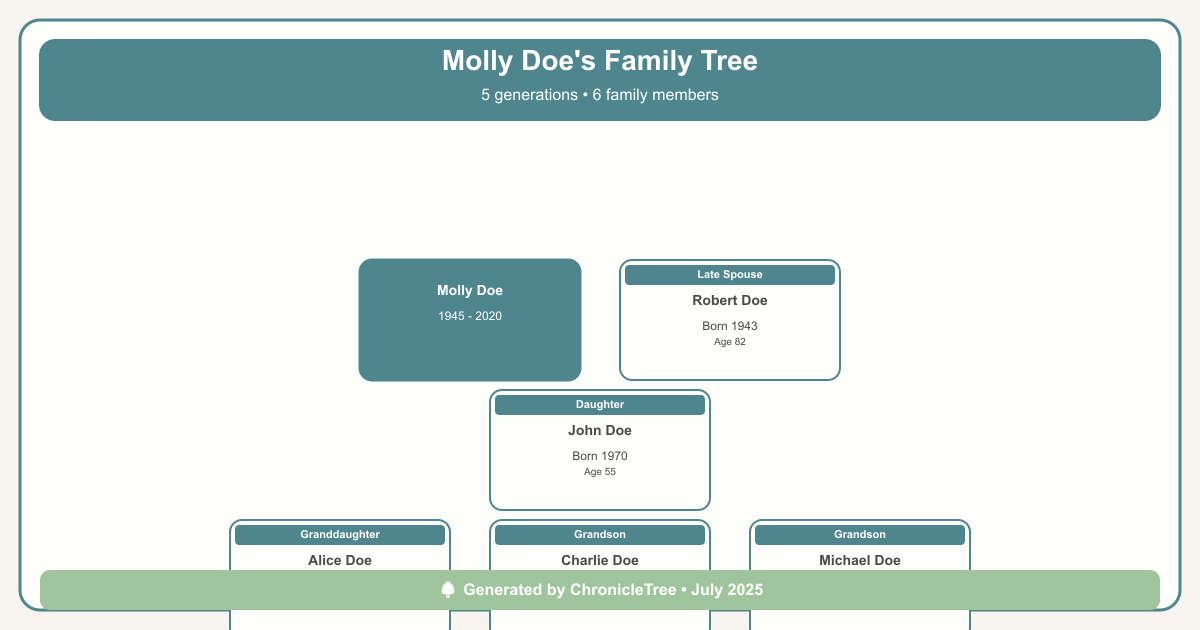 Molly Doe's Family Tree
5 generations • 6 family members
Molly Doe
1945 - 2020
Late Spouse
Robert Doe
Born 1943
Age 82
Daughter
John Doe
Born 1970
Age 55
Granddaughter
Alice Doe
Grandson
Charlie Doe
Grandson
Michael Doe
Generated by ChronicleTree • July 2025